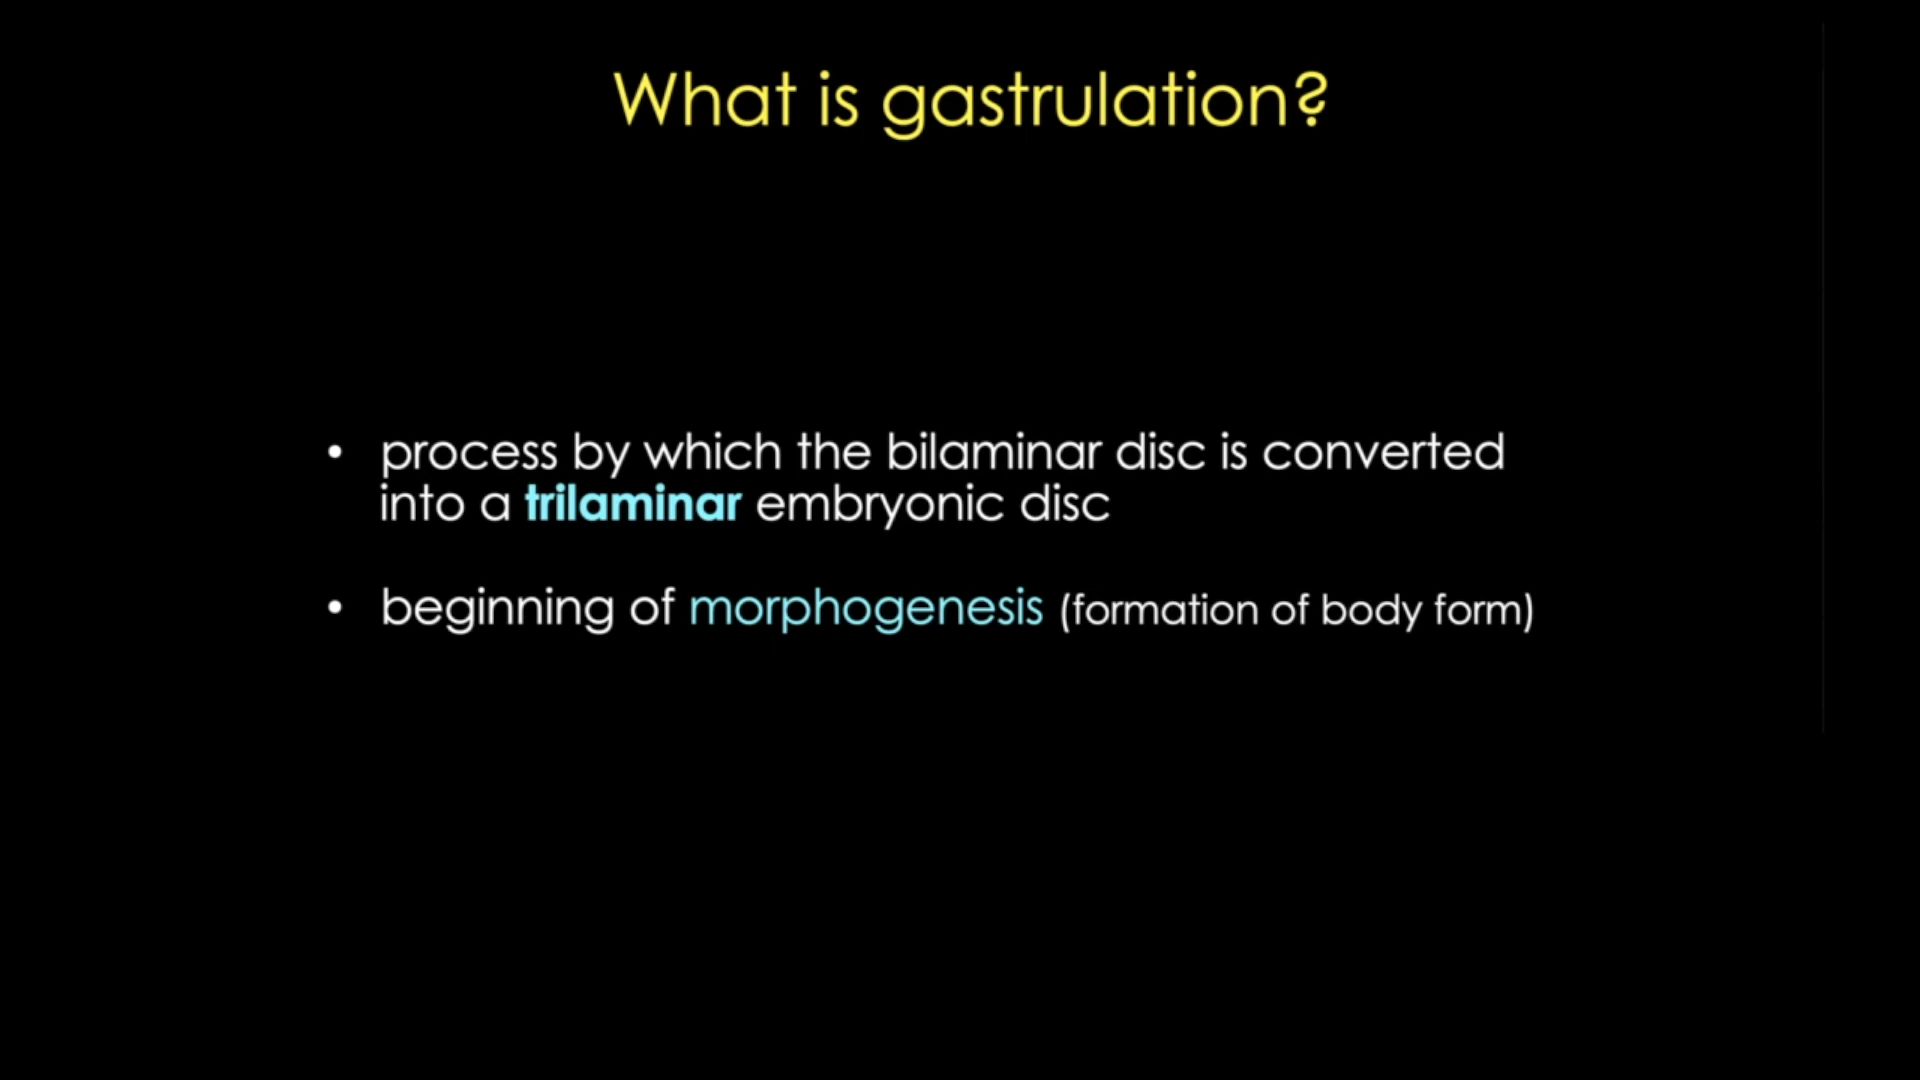 What is gastrulation?
• process by which the bilaminar disc is converted
into a trilaminar embryonic disc
• beginning of morphogenesis (formation of body form)